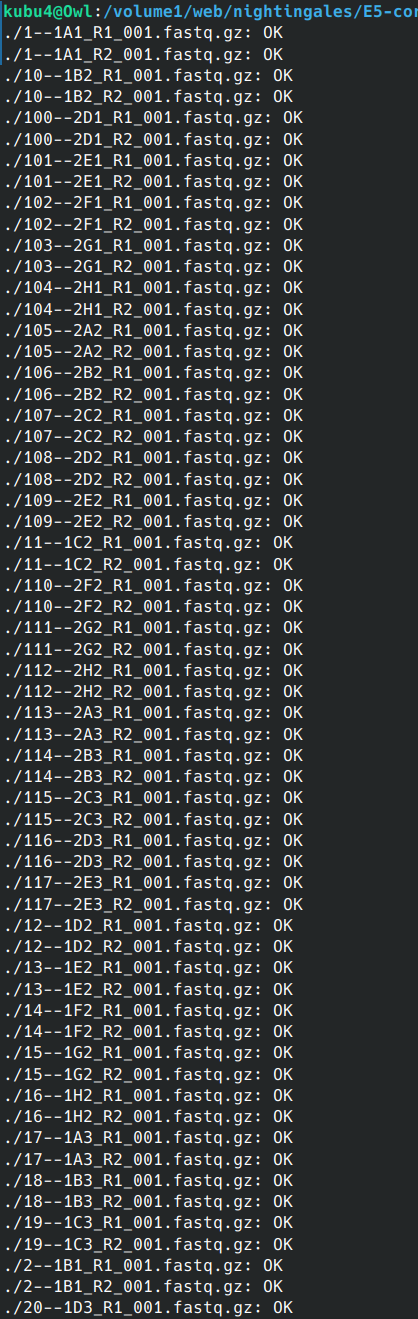 kubu4@Owl:/volume1/web/nightingales/E5-cor
./1--1A1_R1_001.fastq.gz: OK
./1--1A1_R2_001.fastq.gz: OK
./10--1B2_R1_001.fastq.gz: OK
./10--1B2_R2_001.fastq.gz: OK
./100--2D1_R1_001.fastq.gz: OK
./100--2D1_R2_001.fastq.gz: OK
./101--2E1_R1_001.fastq.gz: OK
./101--2E1_R2_001.fastq.gz: OK
./102--2F1_R1_001.fastq.gz: OK
./102--2F1_R2_001.fastq.gz: OK
./103--2G1_R1_001.fastq.gz: OK
./103--2G1_R2_001.fastq.gz: OK
./104--2H1_R1_001.fastq.gz: OK
./104--2H1_R2_001.fastq.gz: OK
./105--2A2_R1_001.fastq.gz: OK
./105--2A2_R2_001.fastq.gz: OK
./106--2B2_R1_001.fastq.gz: OK
./106--2B2_R2_001.fastq.gz: OK
./107--2C2_R1_001.fastq.gz: OK
./107--2C2_R2_001.fastq.gz: OK
./108--2D2_R1_001.fastq.gz: OK
./108--2D2_R2_001.fastq.gz: OK
./109--2E2_R1_001.fastq.gz: OK
./109--2E2_R2_001.fastq.gz: OK
./11--1C2_R1_001.fastq.gz: OK
./11--1C2_R2_001.fastq.gz: OK
./110--2F2_R1_001.fastq.gz: OK
./110--2F2_R2_001.fastq.gz: OK
./111--2G2_R1_001.fastq.gz: OK
./111--2G2_R2_001.fastq.gz: OK
./112--2H2_R1_001.fastq.gz: OK
./112--2H2_R2_001.fastq.gz: OK
./113--2A3_R1_001.fastq.gz: OK
./113--2A3_R2_001.fastq.gz: OK
./114--2B3_R1_001.fastq.gz: OK
./114--2B3_R2_001.fastq.gz: OK
./115--2C3_R1_001.fastq.gz: OK
./115--2C3_R2_001.fastq.gz: OK
./116--2D3_R1_001.fastq.gz: OK
./116--2D3_R2_001.fastq.gz: OK
./117--2E3_R1_001.fastq.gz: OK
./117--2E3_R2_001.fastq.gz: OK
./12--1D2_R1_001.fastq.gz: OK
./12--1D2_R2_001.fastq.gz: OK
./13--1E2_R1_001.fastq.gz: OK
./13--1E2_R2_001.fastq.gz: OK
./14--1F2_R1_001.fastq.gz: OK
./14--1F2_R2_001.fastq.gz: OK
./15--1G2_R1_001.fastq.gz: OK
./15--1G2_R2_001.fastq.gz: OK
./16--1H2_R1_001.fastq.gz: OK
./16--1H2_R2_001.fastq.gz: OK
./17--1A3_R1_001.fastq.gz: OK
./17--1A3_R2_001.fastq.gz: OK
./18--1B3_R1_001.fastq.gz: OK
./18--1B3_R2_001.fastq.gz: OK
./19--1C3_R1_001.fastq.gz: OK
./19--1C3_R2_001.fastq.gz: OK
./2--1B1_R1_001.fastq.gz: OK
./2--1B1_R2_001.fastq.gz: OK
./20--1D3_R1_001.fastq.gz: OK